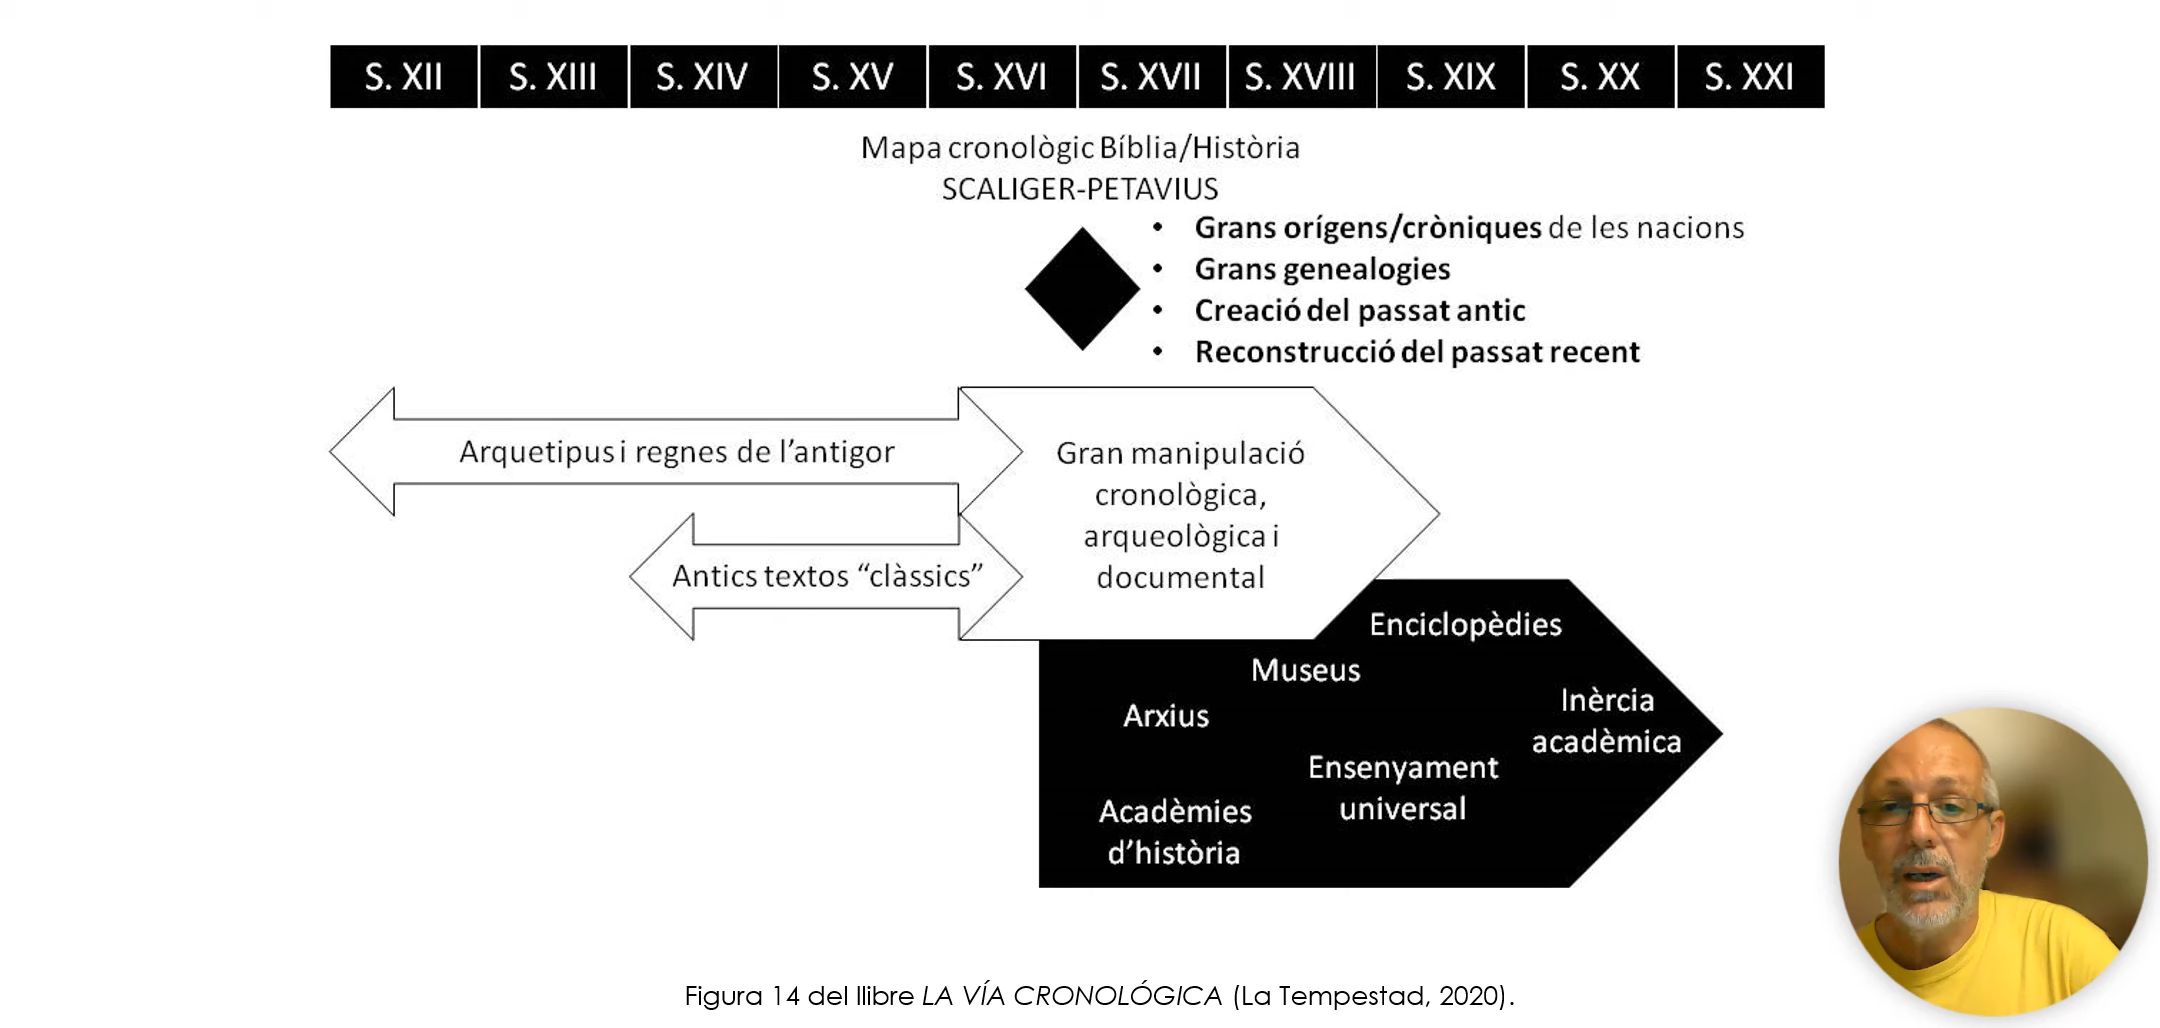 S. XII S. XIII S. XIV S. XV S. XVI S. XVII S. XVIII S. XIX S. XX S. XXI
Mapa cronològic Bíblia/Història
SCALIGER-PETAVIUS
• Grans orígens/cròniques de les nacions
• Grans genealogies
• Creació del passat antic
• Reconstrucció del passat recent
Arquetipus i regnes de l’antigor
Gran manipulació
cronològica,
arqueològica i
documental
Antics textos “clàssics”
Enciclopèdies
Museus
Arxius
Inèrcia
acadèmica
Ensenyament
universal
Acadèmies
d’història
Figura 14 del llibre LA VÍA CRONOLÓGICA (La Tempestad, 2020).